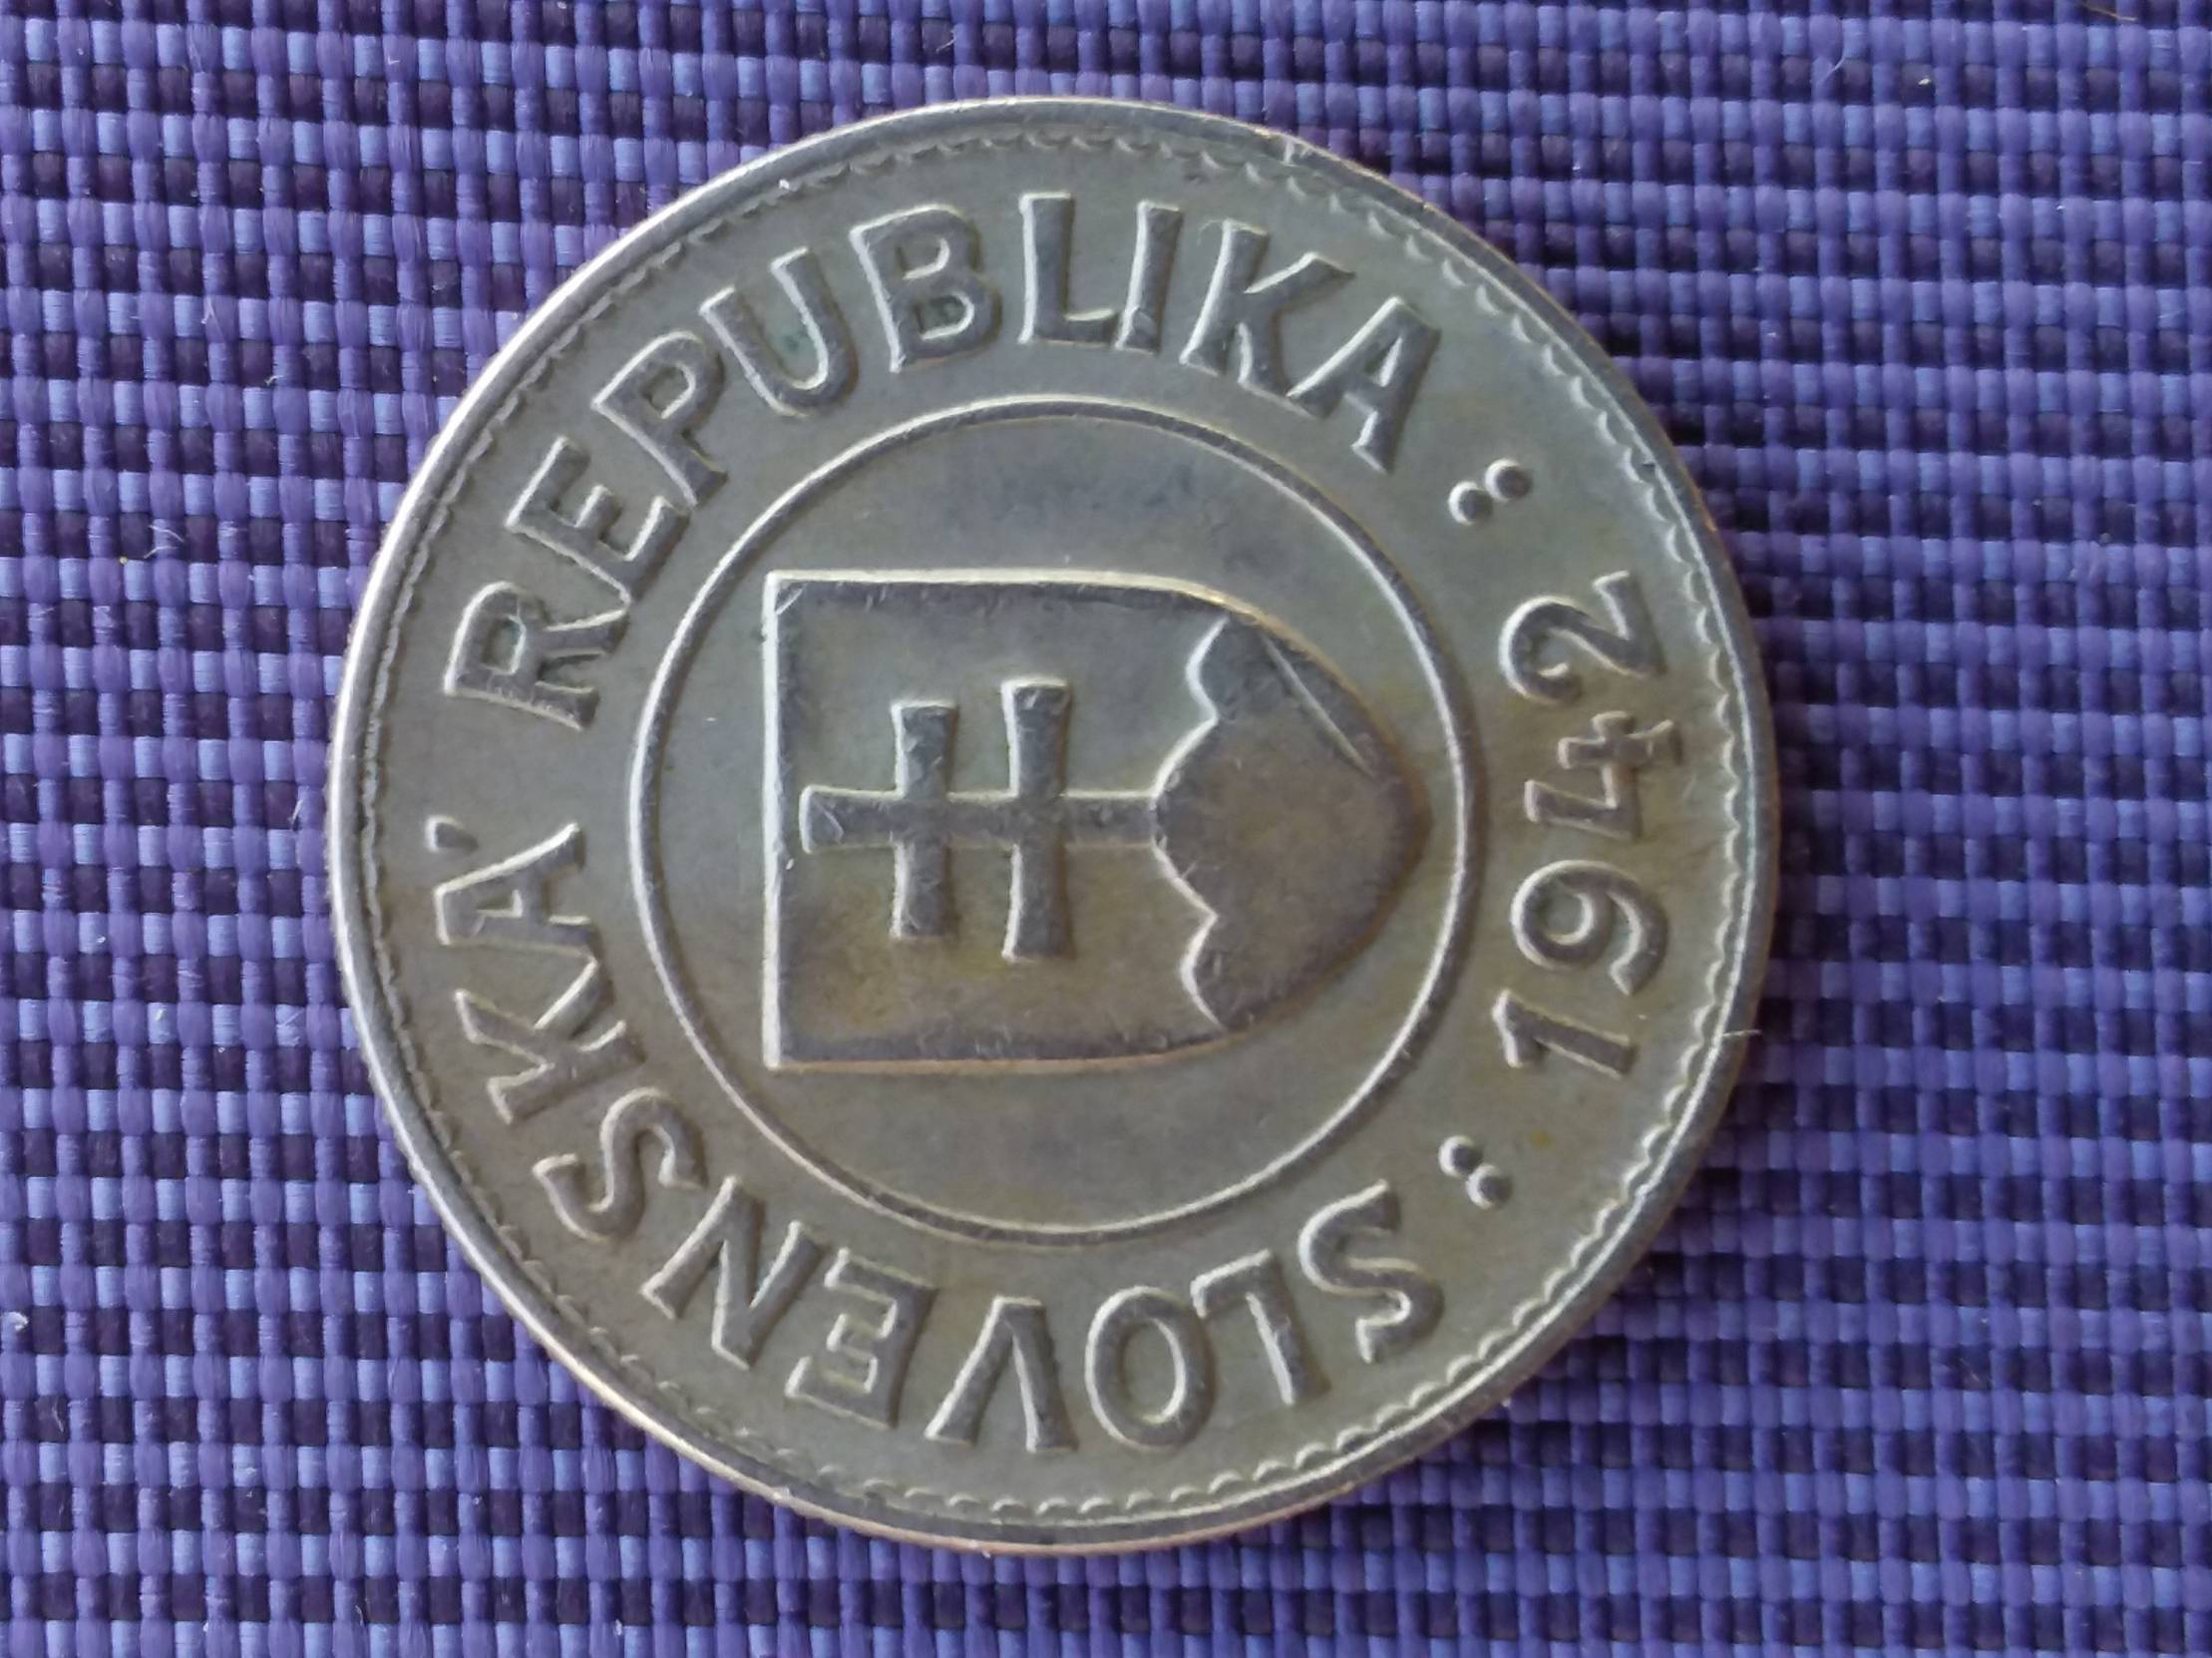 SLOVENSKÁ REPUBLIKA :
1942 :